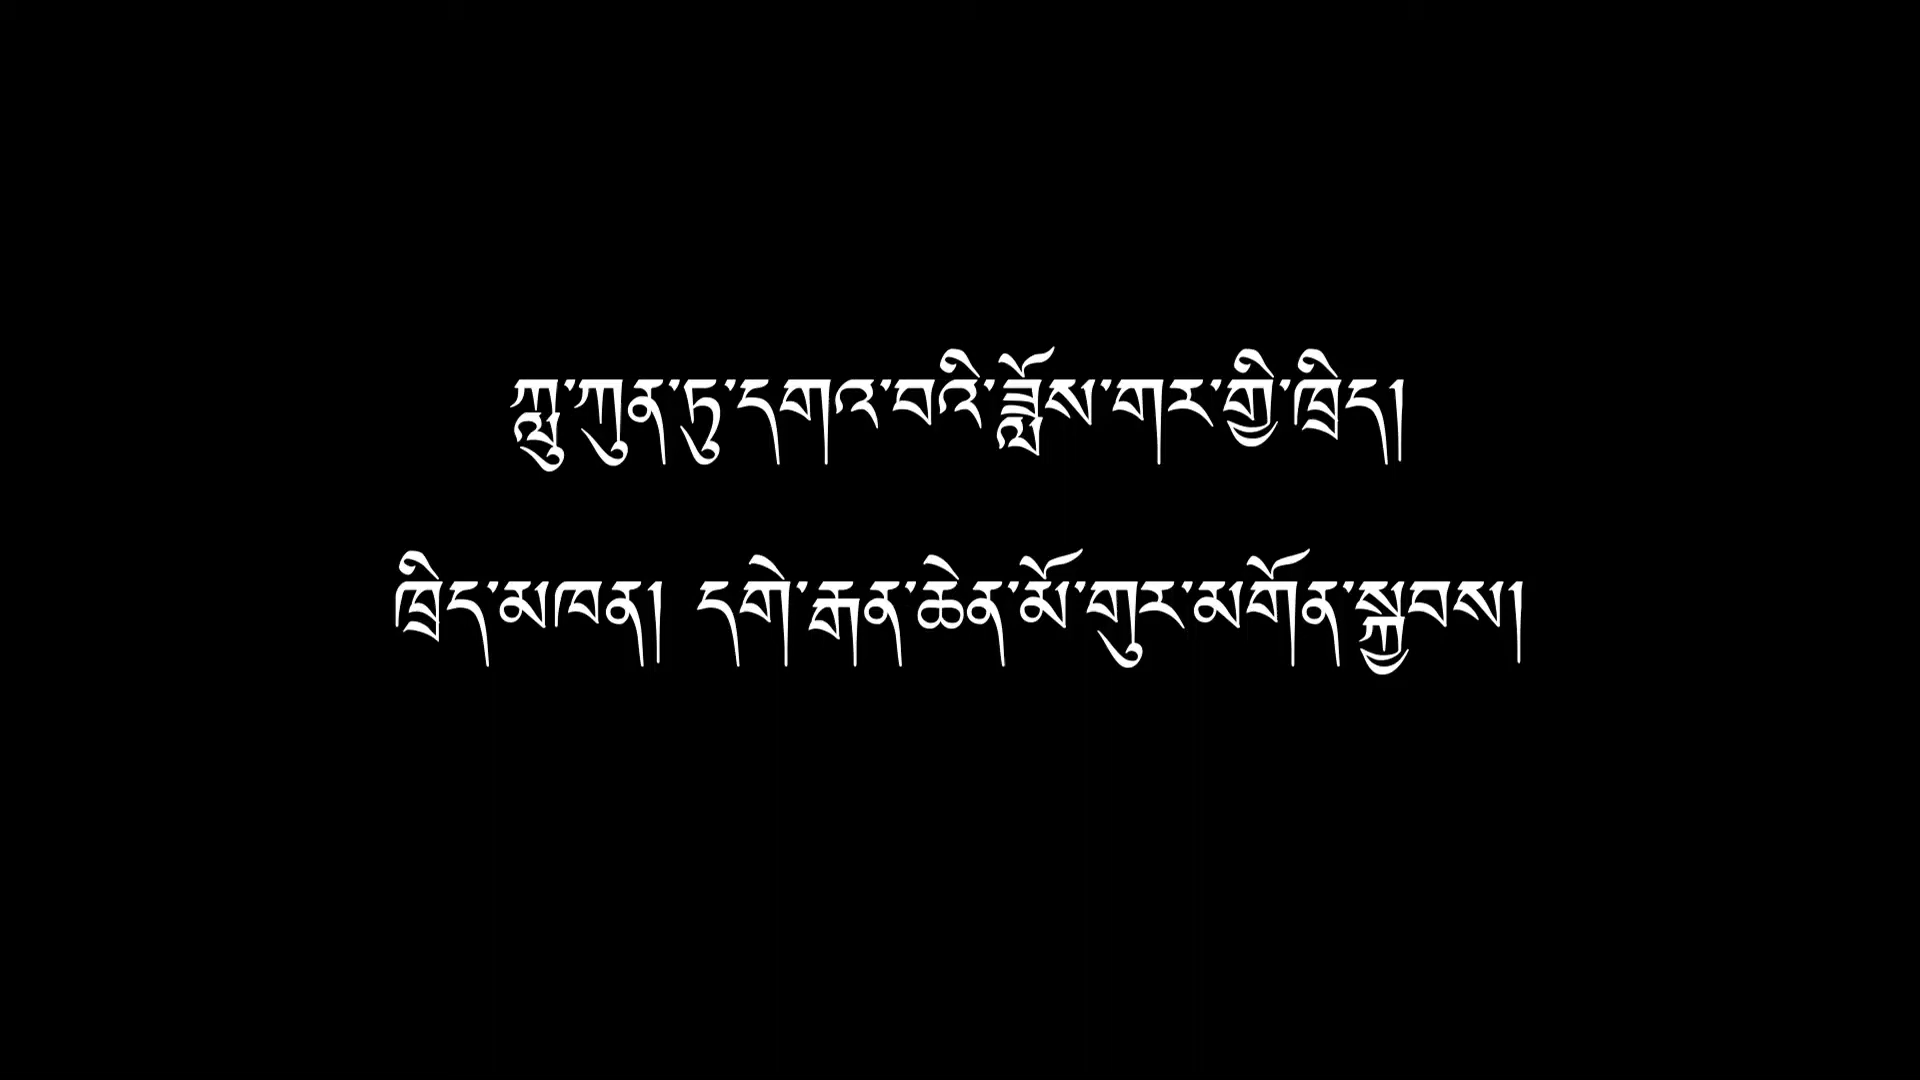 ཀླུ་ཀུན་ཏུ་དགའ་བའི་ཟློས་གར་གྱི་ཁྲིད།
ཁྲིད་མཁན། དགེ་རྒན་ཆེན་མོ་གུར་མགོན་སྐྱབས།